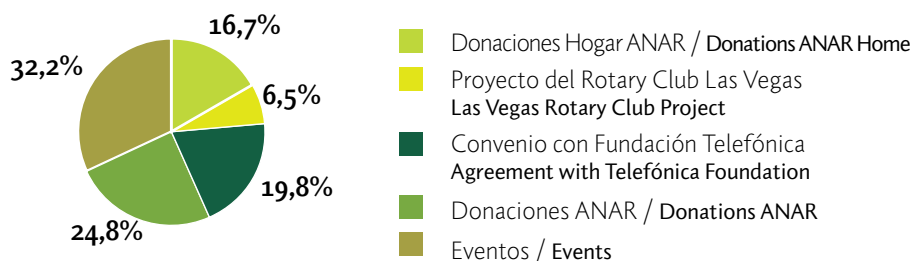 16,7%
32,2%
6,5%
19,8%
24,8%
Donaciones Hogar ANAR / Donations ANAR Home
Proyecto del Rotary Club Las Vegas
Las Vegas Rotary Club Project
Convenio con Fundación Telefónica
Agreement with Telefónica Foundation
Donaciones ANAR / Donations ANAR
Eventos / Events